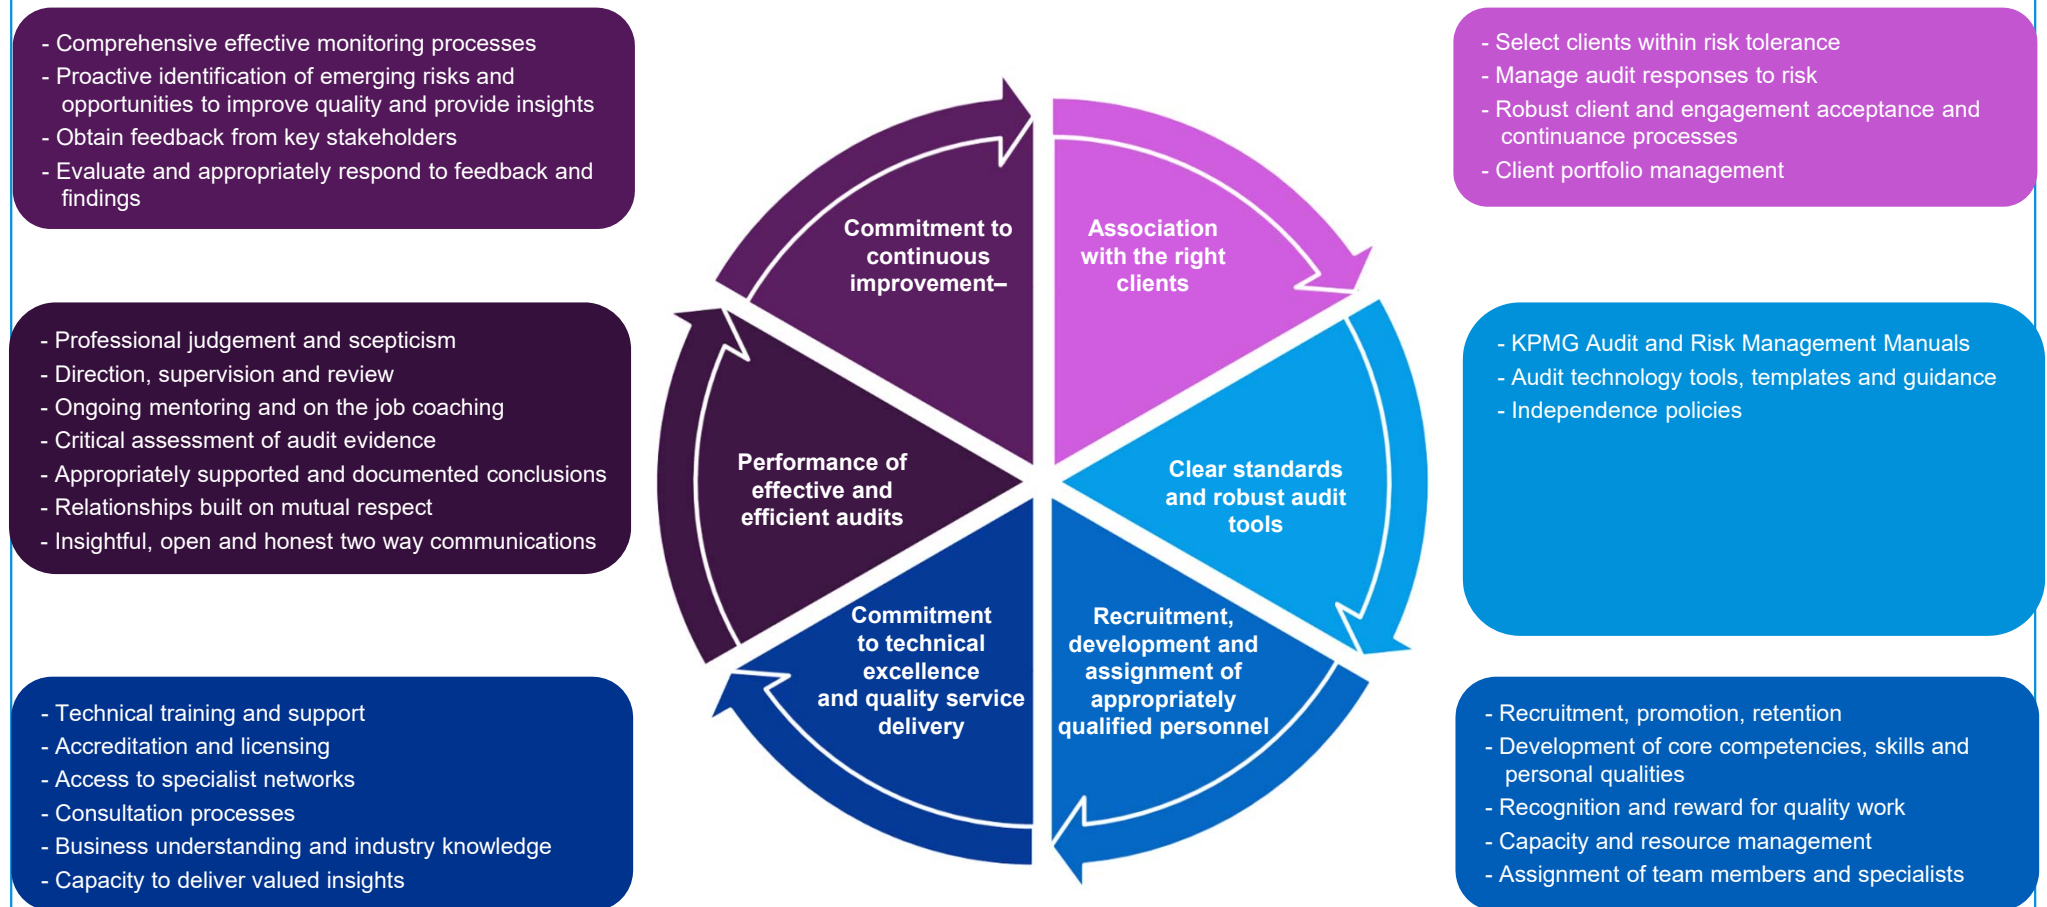 - Comprehensive effective monitoring processes
- Proactive identification of emerging risks and
opportunities to improve quality and provide insights
- Obtain feedback from key stakeholders
- Evaluate and appropriately respond to feedback and
findings
- Select clients within risk tolerance
- Manage audit responses to risk
- Robust client and engagement acceptance and
continuance processes
- Client portfolio management
Commitment to
continuous
improvement–
Association
with the right
clients
- Professional judgement and scepticism
- Direction, supervision and review
- Ongoing mentoring and on the job coaching
- Critical assessment of audit evidence
- Appropriately supported and documented conclusions
- Relationships built on mutual respect
- Insightful, open and honest two way communications
Performance of
effective and
efficient audits
Clear standards
and robust audit
tools
- KPMG Audit and Risk Management Manuals
- Audit technology tools, templates and guidance
- Independence policies
Commitment
to technical
excellence
and quality service
delivery
Recruitment,
development and
assignment of
appropriately
qualified personnel
- Technical training and support
- Accreditation and licensing
- Access to specialist networks
- Consultation processes
- Business understanding and industry knowledge
- Capacity to deliver valued insights
- Recruitment, promotion, retention
- Development of core competencies, skills and
personal qualities
- Recognition and reward for quality work
- Capacity and resource management
- Assignment of team members and specialists